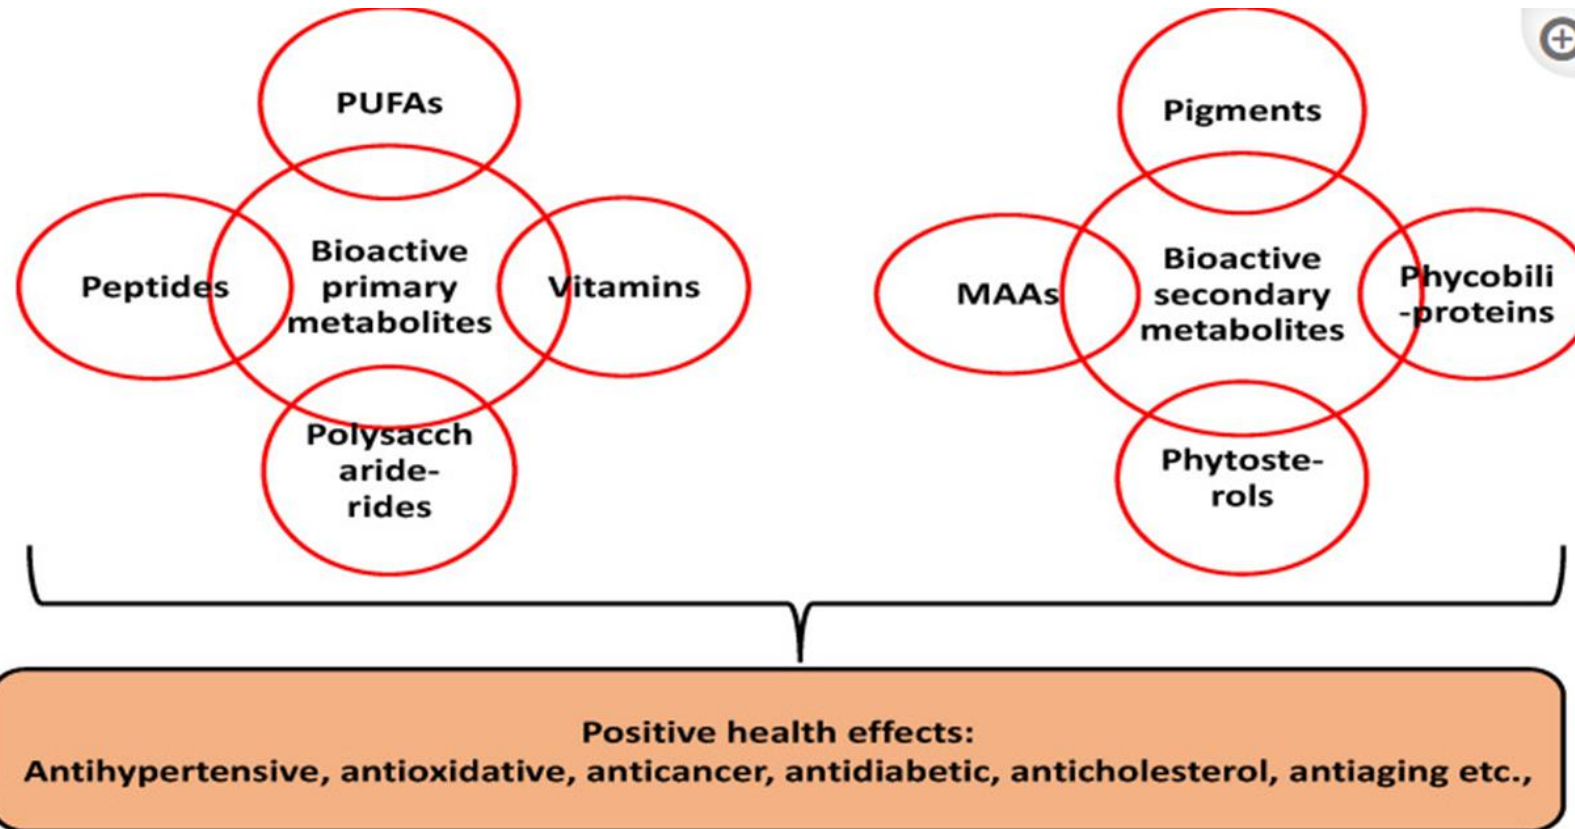 PUFAs
Peptides
Bioactive
primary
metabolites
Vitamins
Polysacch
aride-
rides
Pigments
MAAs
Bioactive
secondary
metabolites
Phycobili
-proteins
Phytoste-
rols
Positive health effects:
Antihypertensive, antioxidative, anticancer, antidiabetic, anticholesterol, antiaging etc.,